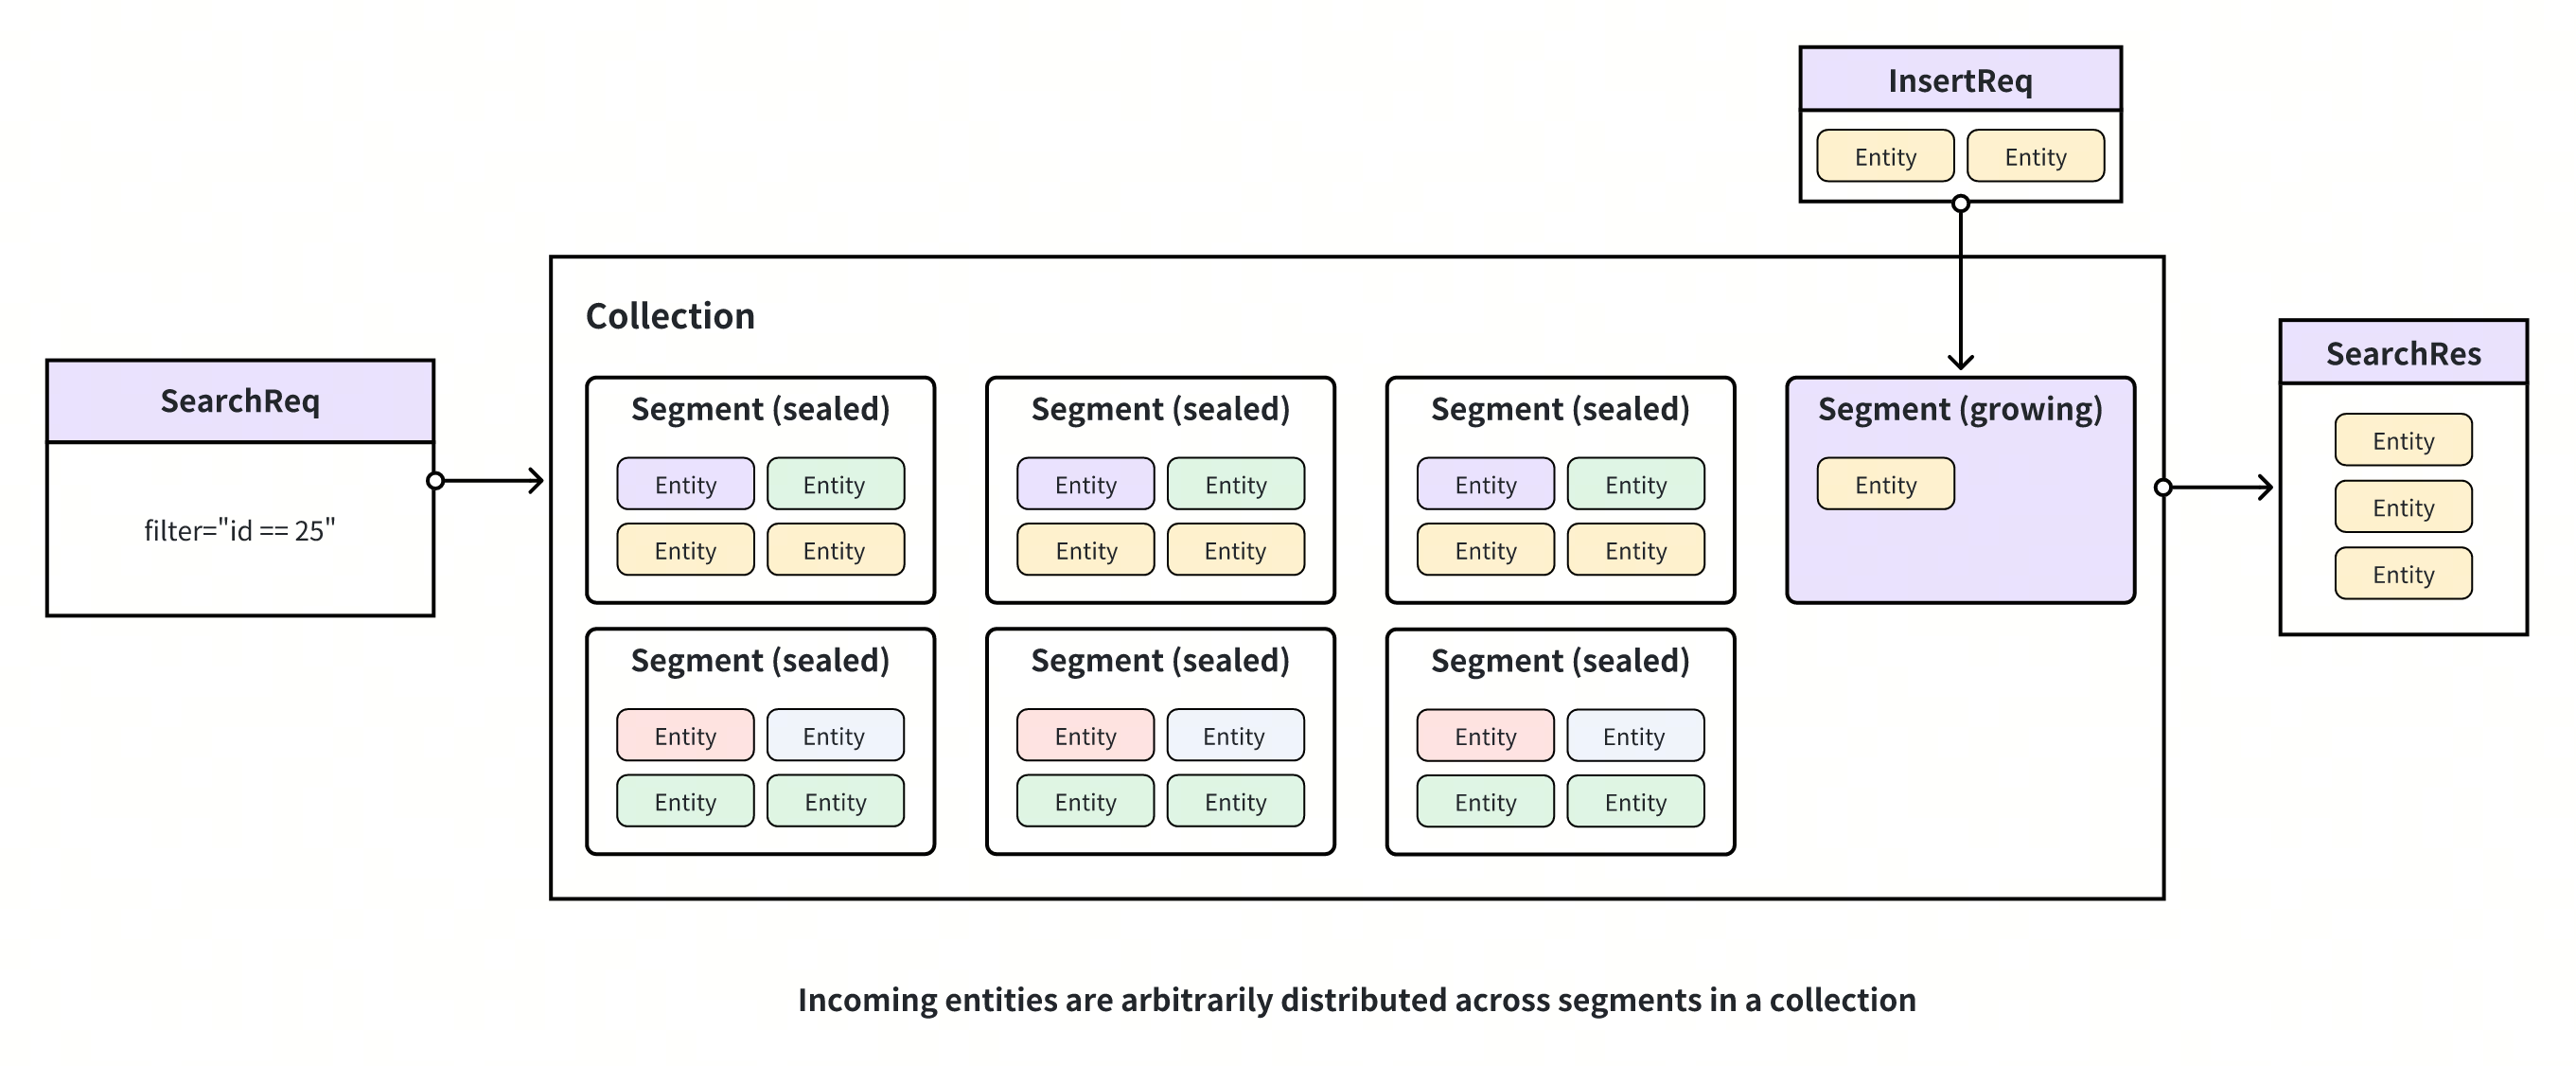 InsertReq
Entity Entity
Collection
SearchReq
filter="id == 25"
Segment (sealed) Segment (sealed) Segment (sealed) Segment (growing)
Entity Entity Entity Entity Entity Entity Entity
Entity Entity Entity Entity Entity Entity
Segment (sealed) Segment (sealed) Segment (sealed)
Entity Entity Entity Entity Entity Entity
Entity Entity Entity Entity Entity Entity
SearchRes
Entity
Entity
Entity
Incoming entities are arbitrarily distributed across segments in a collection